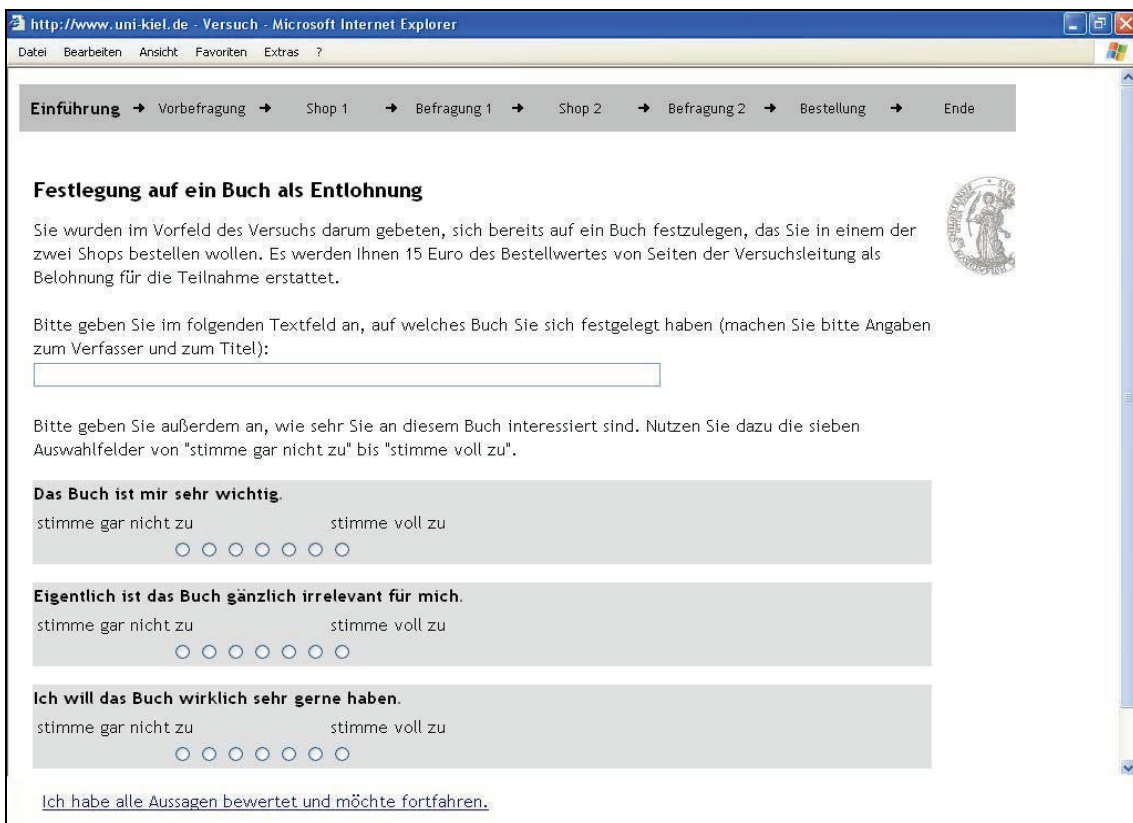 http://www.uni-kiel.de - Versuch - Microsoft Internet Explorer
Datei Bearbeiten Ansicht Favoriten Extras ?
Einführung → Vorbefragung → Shop 1 → Befragung 1 → Shop 2 → Befragung 2 → Bestellung → Ende
Festlegung auf ein Buch als Entlohnung
Sie wurden im Vorfeld des Versuchs darum gebeten, sich bereits auf ein Buch festzulegen, das Sie in einem der
zwei Shops bestellen wollen. Es werden Ihnen 15 Euro des Bestellwertes von Seiten der Versuchsleitung als
Belohnung für die Teilnahme erstattet.
Bitte geben Sie im folgenden Textfeld an, auf welches Buch Sie sich festgelegt haben (machen Sie bitte Angaben
zum Verfasser und zum Titel):
Bitte geben Sie außerdem an, wie sehr Sie an diesem Buch interessiert sind. Nutzen Sie dazu die sieben
Auswahlfelder von "stimme gar nicht zu" bis "stimme voll zu".
Das Buch ist mir sehr wichtig.
stimme gar nicht zu stimme voll zu
Eigentlich ist das Buch gänzlich irrelevant für mich.
stimme gar nicht zu stimme voll zu
Ich will das Buch wirklich sehr gerne haben.
stimme gar nicht zu stimme voll zu
Ich habe alle Aussagen bewertet und möchte fortfahren.